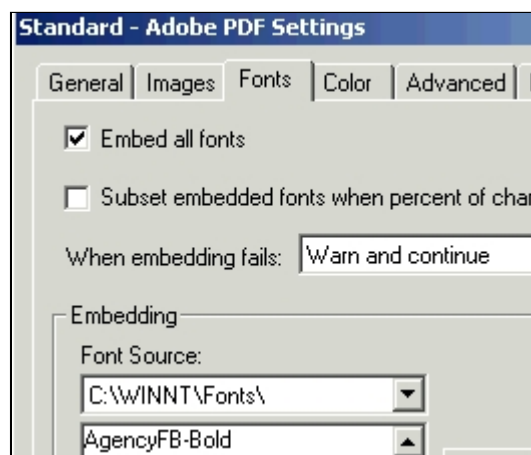 Standard - Adobe PDF Settings
General Images Fonts Color Advanced
Embed all fonts
Subset embedded fonts when percent of
When embedding fails: Warn and continue
Embedding
Font Source:
C:\WINNT\Fonts\
AgencyFB-Bold